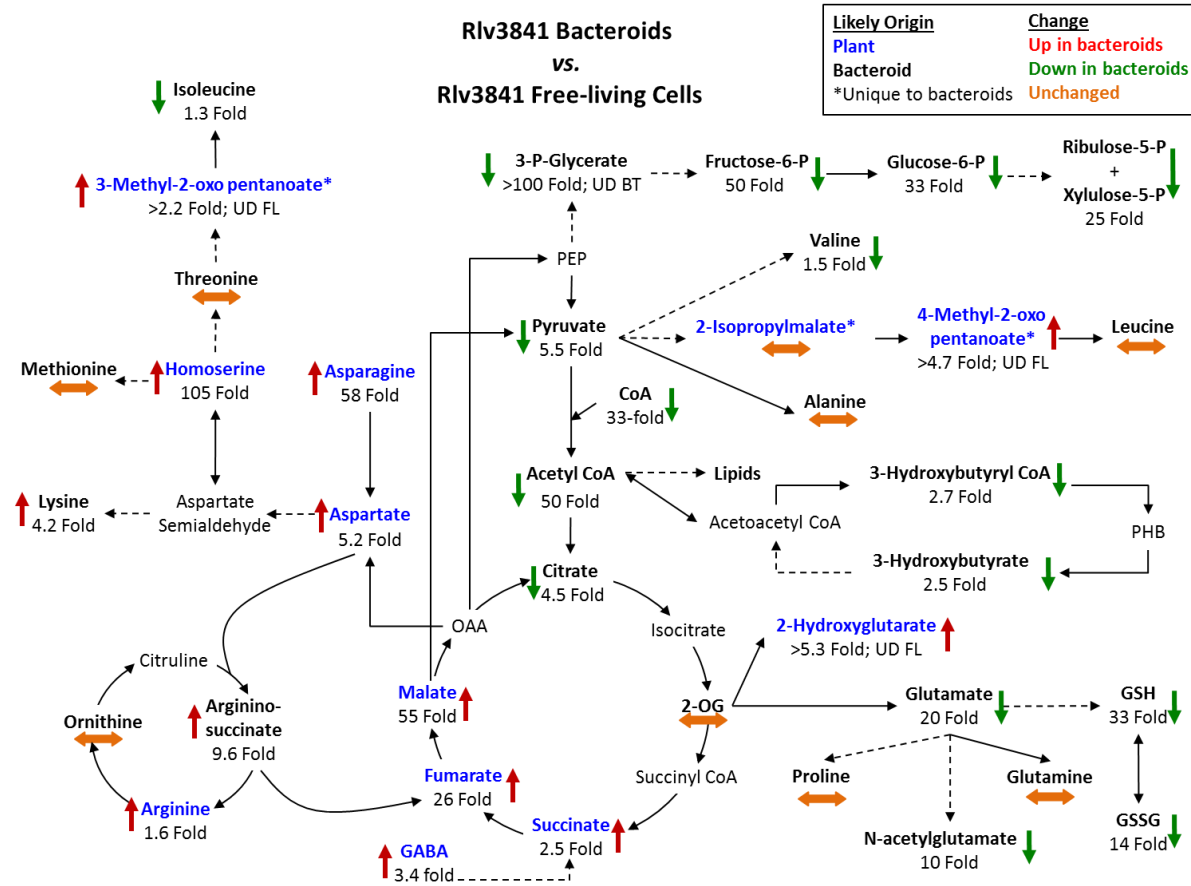 Rlv3841 Bacteroids
vs.
Rlv3841 Free-living Cells
Likely Origin
Plant
Bacteroid
*Unique to bacteroids
Change
Up in bacteroids
Down in bacteroids
Unchanged
Isoleucine
1.3 Fold
3-Methyl-2-oxo pentanoate*
>2.2 Fold; UD FL
Threonine
Methionine
Homoserine
105 Fold
Asparagine
58 Fold
Lysine
4.2 Fold
Aspartate
Semialdehyde
Aspartate
5.2 Fold
3-P-Glycerate
>100 Fold; UD BT
Fructose-6-P
50 Fold
Glucose-6-P
33 Fold
Ribulose-5-P
+
Xylulose-5-P
25 Fold
PEP
Valine
1.5 Fold
Pyruvate
5.5 Fold
2-Isopropylmalate*
4-Methyl-2-oxo
pentanoate*
>4.7 Fold; UD FL
Leucine
CoA
33-fold
Alanine
Acetyl CoA
50 Fold
Lipids
Acetoacetyl CoA
3-Hydroxybutyryl CoA
2.7 Fold
PHB
3-Hydroxybutyrate
2.5 Fold
Citrate
4.5 Fold
OAA
Isocitrate
2-Hydroxyglutarate
>5.3 Fold; UD FL
Citruline
Ornithine
Arginino-
succinate
9.6 Fold
Arginine
1.6 Fold
Malate
55 Fold
Fumarate
26 Fold
Succinate
2.5 Fold
GABA
3.4 fold
2-OG
Succinyl CoA
Glutamate
20 Fold
GSH
33 Fold
Proline
Glutamine
N-acetylglutamate
10 Fold
GSSG
14 Fold